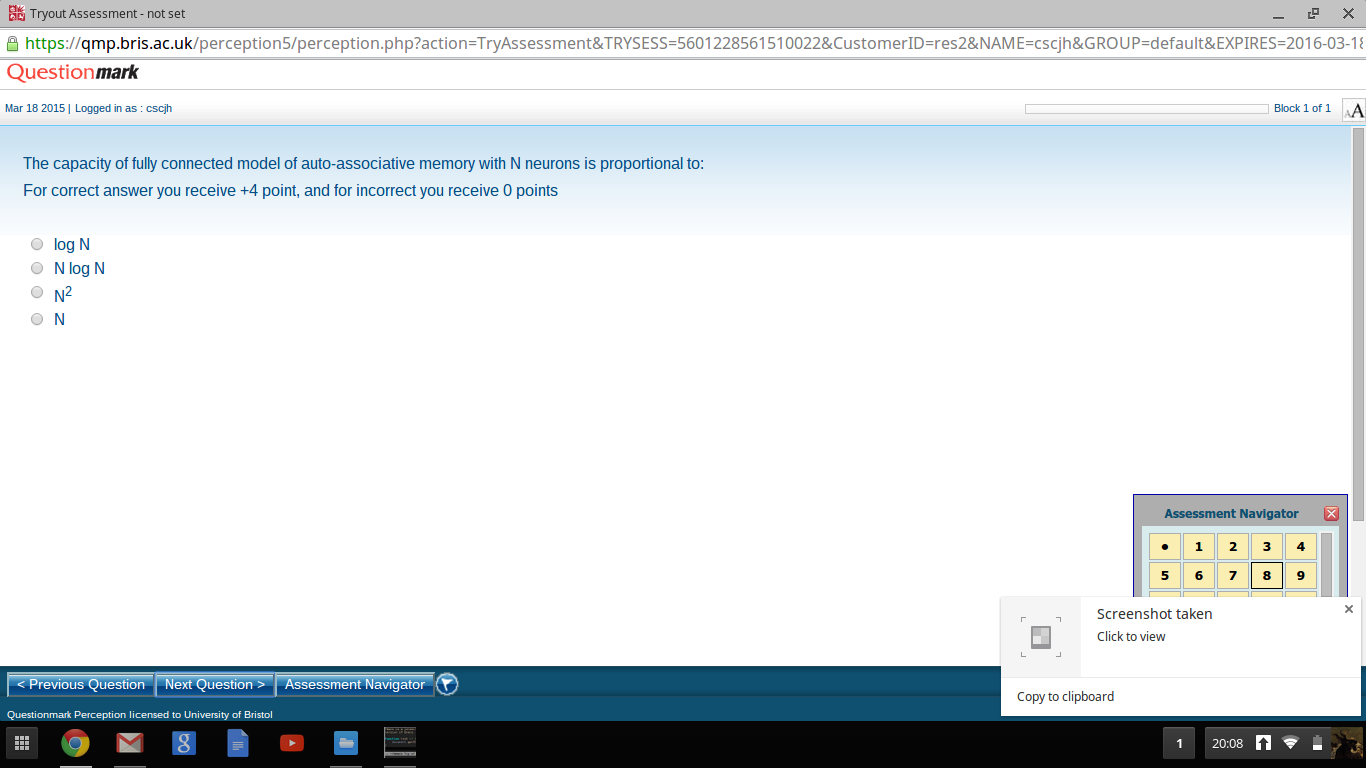 Tryout Assessment - not set
https://qmp.bris.ac.uk/perception5/perception.php?action=TryAssessment&TRYSESS=5601228561510022&CustomerID=res2&NAME=cscjh&GROUP=default&EXPIRES=2016-03-18
Questionmark
Mar 18 2015 | Logged in as : cscjh
Block 1 of 1
AA
The capacity of fully connected model of auto-associative memory with N neurons is proportional to:
For correct answer you receive +4 point, and for incorrect you receive 0 points
log N
N log N
N²
N
Assessment Navigator
● 1 2 3 4
5 6 7 8 9
Screenshot taken
Click to view
Copy to clipboard
< Previous Question Next Question > Assessment Navigator
Questionmark Perception licensed to University of Bristol
8
1 20:08